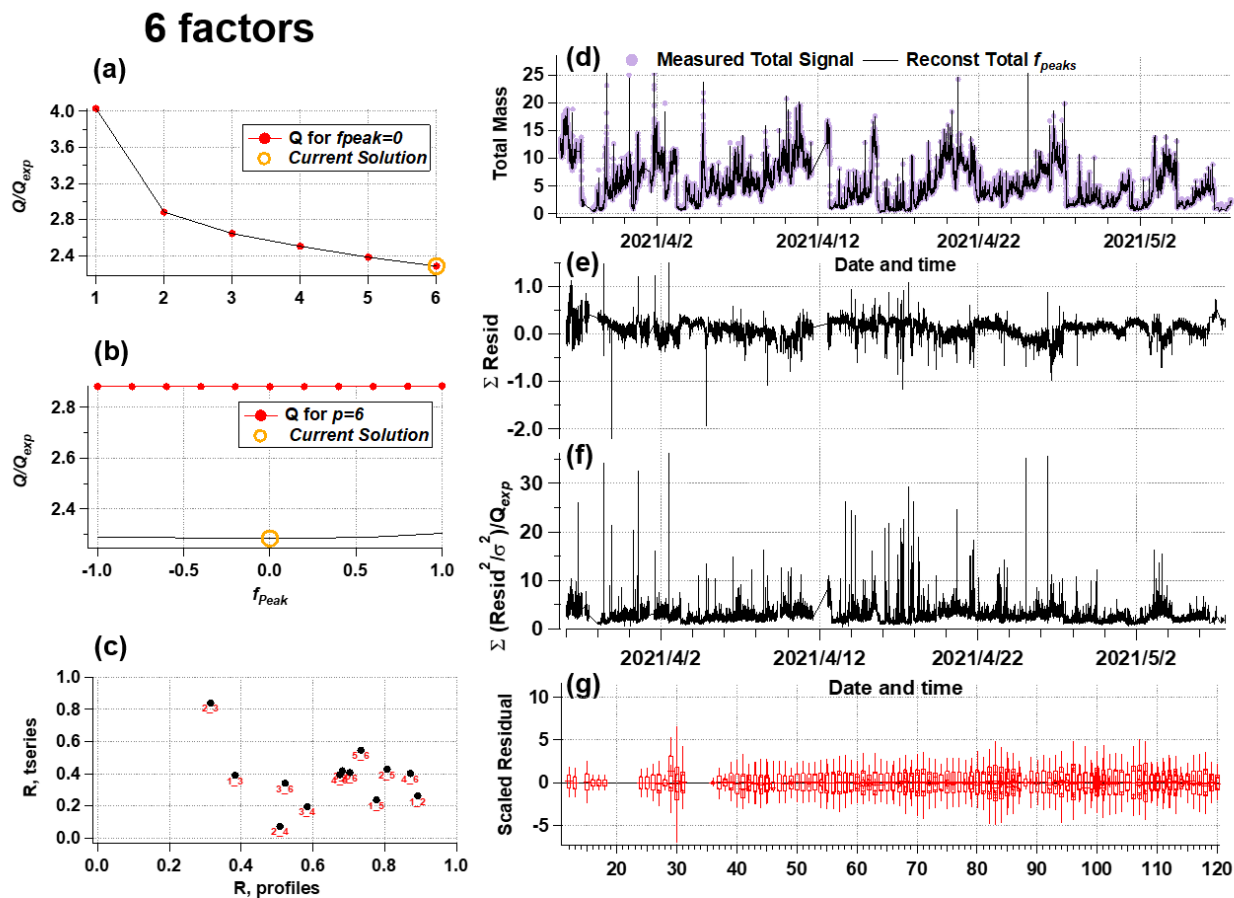 6 factors
(a)
Q/Qexp
4.0
3.6
3.2
2.8
2.4
Q for fpeak=0
Current Solution
1 2 3 4 5 6
(b)
Q/Qexp
2.8
2.6
2.4
Q for p=6
Current Solution
-1.0 -0.5 0.0 0.5 1.0
fPeak
(c)
R, tseries
1.0
0.8
0.6
0.4
0.2
0.0
2_3
1_3
3_6
3_4
2_4
5_6
2_5
4_6
1_5
1_2
0.0 0.2 0.4 0.6 0.8 1.0
R, profiles
(d)
Measured Total Signal
Reconst Total fpeaks
Total Mass
25
20
15
10
5
0
2021/4/2 2021/4/12 2021/4/22 2021/5/2
Date and time
(e)
Σ Resid
1.0
0.0
-1.0
-2.0
(f)
Σ (Resid²/σ²)/Qexp
30
20
10
0
2021/4/2 2021/4/12 2021/4/22 2021/5/2
Date and time
(g)
Scaled Residual
10
5
0
-5
20 30 40 50 60 70 80 90 100 110 120